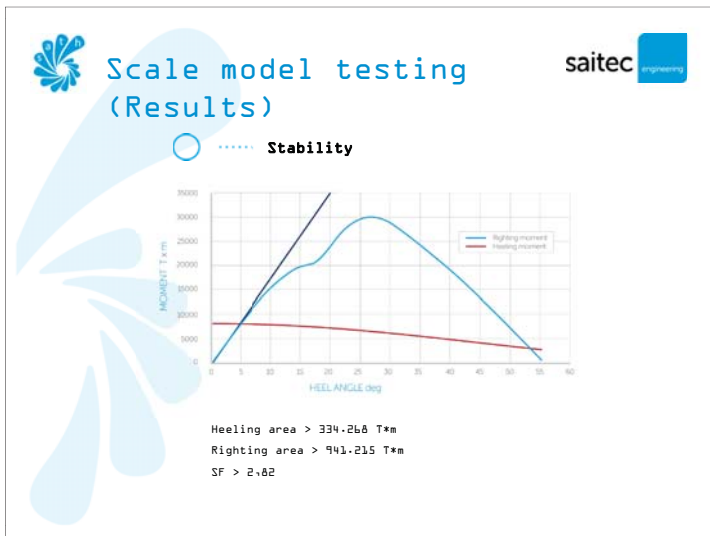 sath
Scale model testing
(Results)
saitec
engineering
Stability
35000
30000
25000
20000
15000
10000
5000
0
MOMENT T x m
Righting moment
Heeling moment
0 5 10 15 20 25 30 35 40 45 50 55 60
HEEL ANGLE deg
Heeling area > 334.268 T*m
Righting area > 941.215 T*m
SF > 2,82